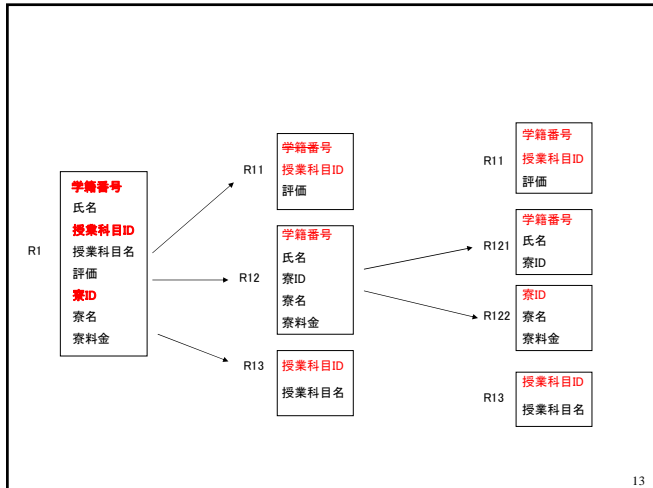 R1
学籍番号
氏名
授業科目ID
授業科目名
評価
寮ID
寮名
寮料金
R11
学籍番号
授業科目ID
評価
R12
学籍番号
氏名
寮ID
寮名
寮料金
R13
授業科目ID
授業科目名
R11
学籍番号
授業科目ID
評価
R121
学籍番号
氏名
寮ID
R122
寮ID
寮名
寮料金
R13
授業科目ID
授業科目名
13